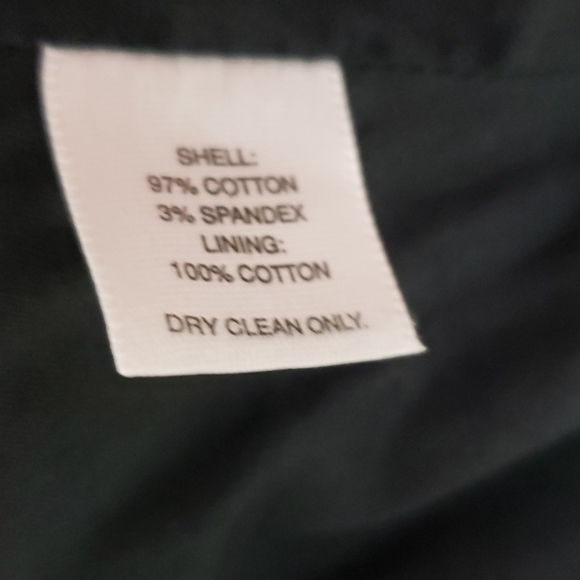 SHELL:
97% COTTON
3% SPANDEX
LINING:
100% COTTON
DRY CLEAN ONLY.